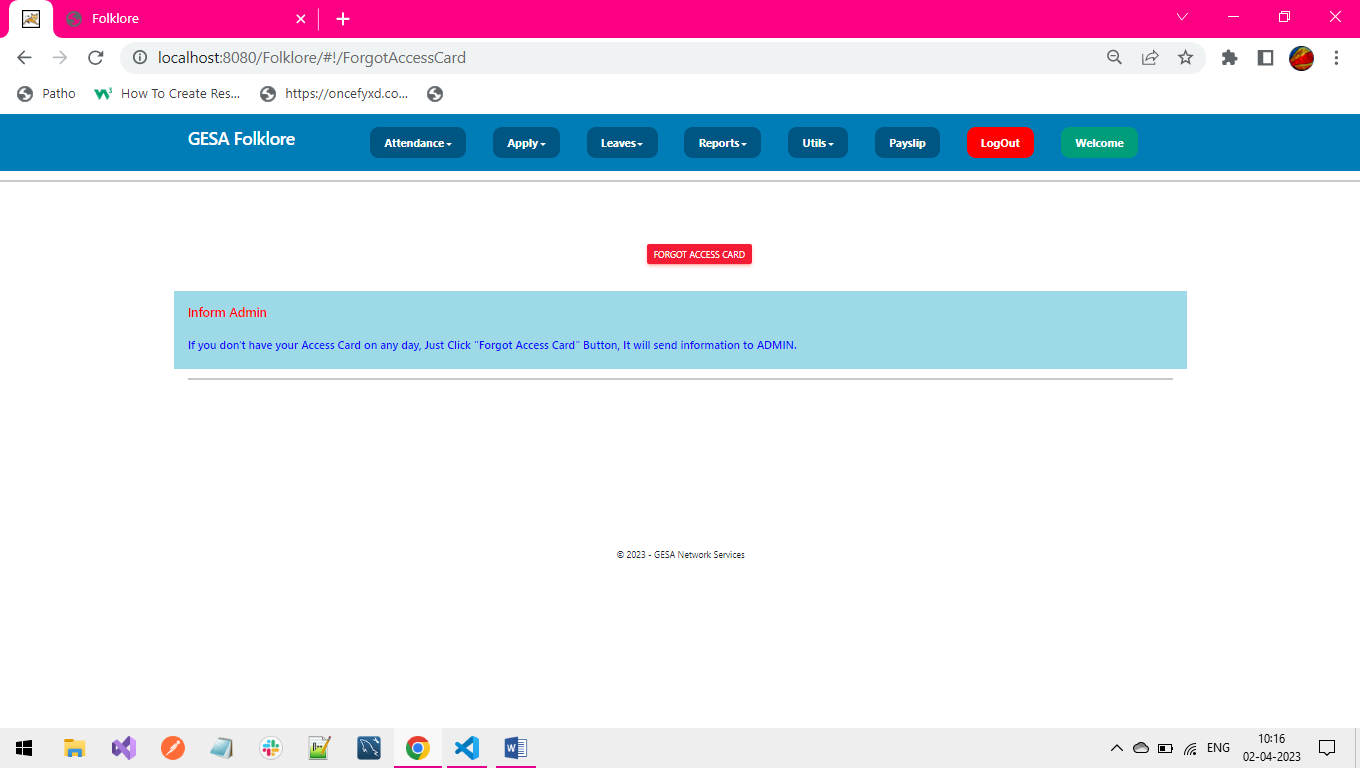 Folklore
localhost:8080/Folklore/#!/ForgotAccessCard
Patho How To Create Res... https://oncefyxd.co...
GESA Folklore Attendance Apply Leaves Reports Utils Payslip LogOut Welcome
FORGOT ACCESS CARD
Inform Admin
If you don't have your Access Card on any day, Just Click "Forgot Access Card" Button, It will send information to ADMIN.
© 2023 - GESA Network Services
ENG 10:16
02-04-2023